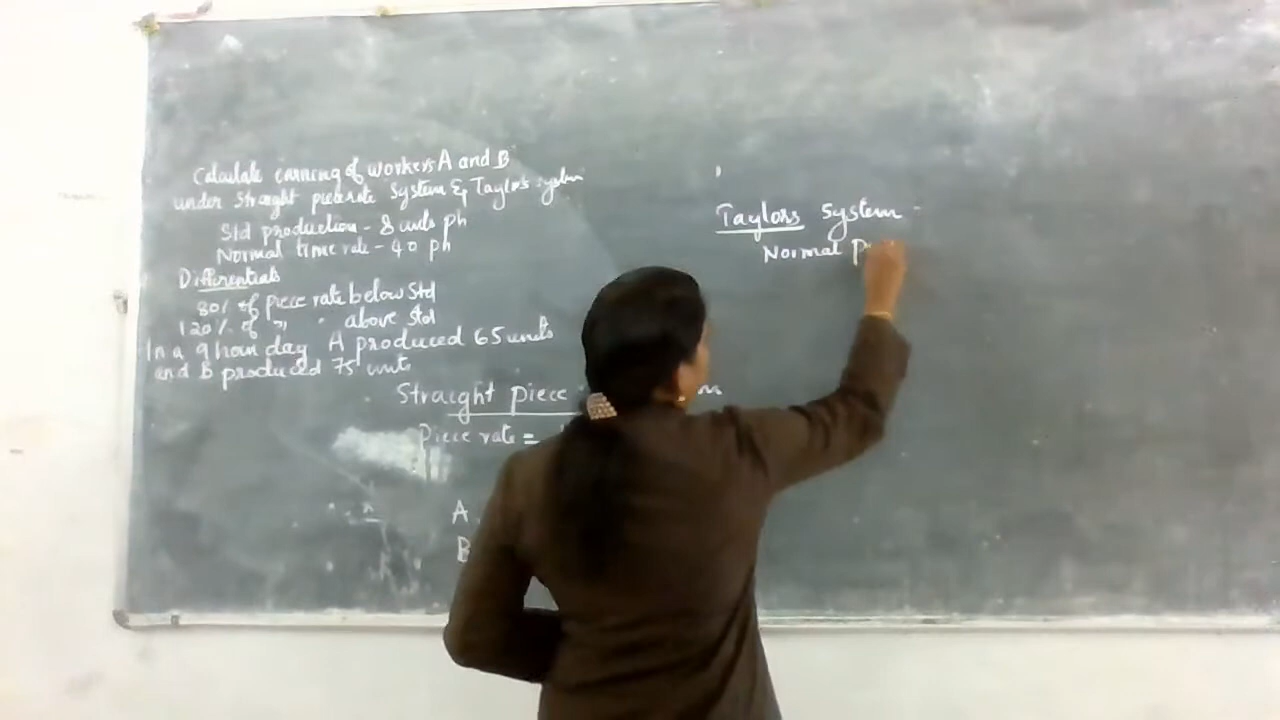 Calculate earning of workers A and B
under Straight piece rate System & Taylor's system
Std production - 8 units ph
Normal time rate - 40 ph
Differentials
80% of piece rate below Std
120% of " " above Std
In a 9 hour day A produced 65 units
and B produced 75 units
Straight piece
Piece rate =
A
B
Taylors System -
Normal